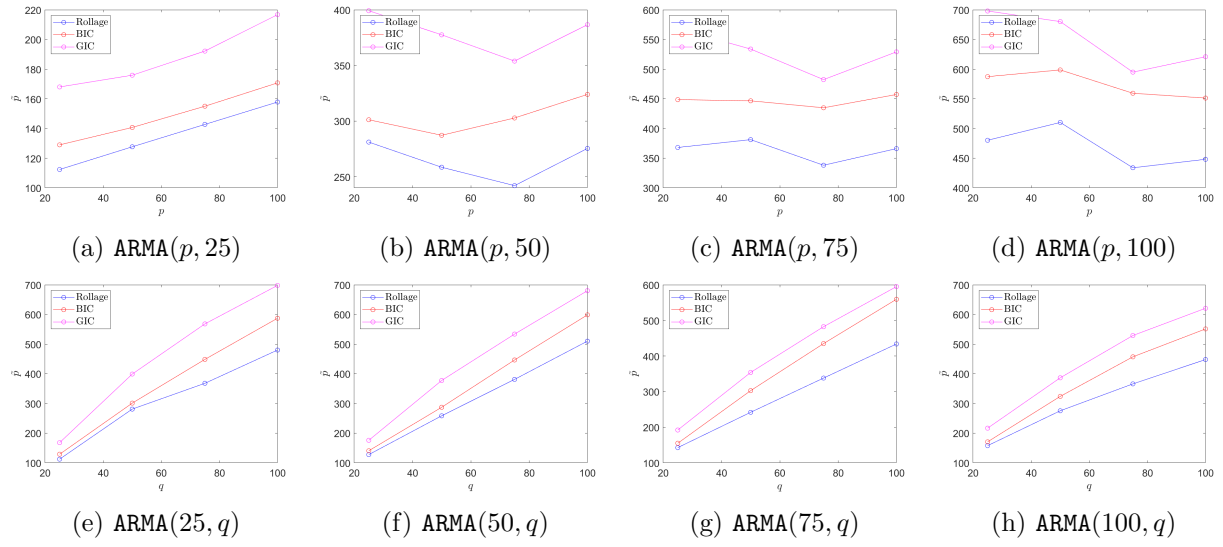 220
200
180
160
140
120
100
p̃
Rollage
BIC
GIC
20 40 60 80 100
p
(a) ARMA(p, 25)
400
350
300
250
p̃
Rollage
BIC
GIC
20 40 60 80 100
p
(b) ARMA(p, 50)
600
550
500
450
400
350
300
p̃
Rollage
BIC
GIC
20 40 60 80 100
p
(c) ARMA(p, 75)
700
650
600
550
500
450
400
p̃
Rollage
BIC
GIC
20 40 60 80 100
p
(d) ARMA(p, 100)
700
600
500
400
300
200
100
p̃
Rollage
BIC
GIC
20 40 60 80 100
q
(e) ARMA(25, q)
700
600
500
400
300
200
100
p̃
Rollage
BIC
GIC
20 40 60 80 100
q
(f) ARMA(50, q)
600
500
400
300
200
100
p̃
Rollage
BIC
GIC
20 40 60 80 100
q
(g) ARMA(75, q)
700
600
500
400
300
200
100
p̃
Rollage
BIC
GIC
20 40 60 80 100
q
(h) ARMA(100, q)